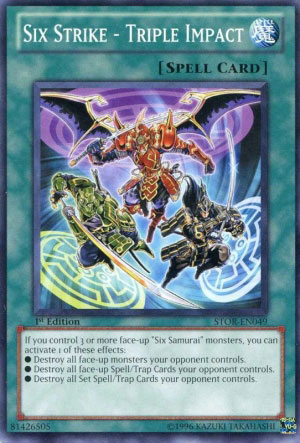 SIX STRIKE - TRIPLE IMPACT
[SPELL CARD]
1st Edition
STOR-EN049
If you control 3 or more face-up "Six Samurai" monsters, you can
activate 1 of these effects:
● Destroy all face-up monsters your opponent controls.
● Destroy all face-up Spell/Trap Cards your opponent controls.
● Destroy all Set Spell/Trap Cards your opponent controls.
81426505
©1996 KAZUKI TAKAHASHI